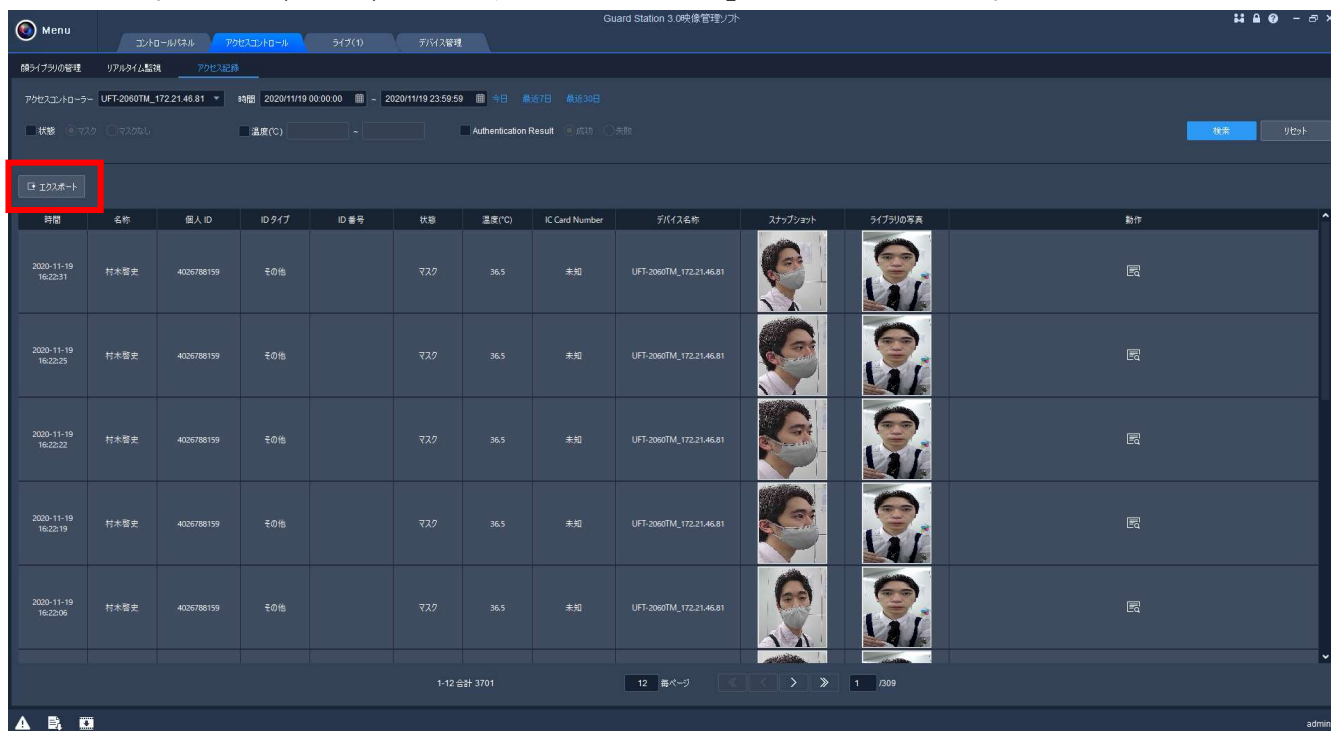 Guard Station 3.0映像管理ソフト
Menu
コントロールパネル アクセスコントロール ライブ(1) デバイス管理
顔ライブラリの管理 リアルタイム監視 アクセス記録
アクセスコントローラー UFT-2060TM_172.21.46.81 時間 2020/11/19 00:00:00 ~ 2020/11/19 23:59:59 今日 最近7日 最近30日
状態 マスク マスクなし 温度(°C) ~ Authentication Result 成功 失敗 検索 リセット
エクスポート
時間 名称 個人 ID ID タイプ ID 番号 状態 温度(°C) IC Card Number デバイス名称 スナップショット ライブラリの写真 動作
2020-11-19
16:22:31 村木啓史 4026788159 その他 マスク 36.5 未知 UFT-2060TM_172.21.46.81
2020-11-19
16:22:25 村木啓史 4026788159 その他 マスク 36.5 未知 UFT-2060TM_172.21.46.81
2020-11-19
16:22:22 村木啓史 4026788159 その他 マスク 36.5 未知 UFT-2060TM_172.21.46.81
2020-11-19
16:22:19 村木啓史 4026788159 その他 マスク 36.5 未知 UFT-2060TM_172.21.46.81
2020-11-19
16:22:06 村木啓史 4026788159 その他 マスク 36.5 未知 UFT-2060TM_172.21.46.81
1-12 合計 3701 12 毎ページ 1 /309
admin